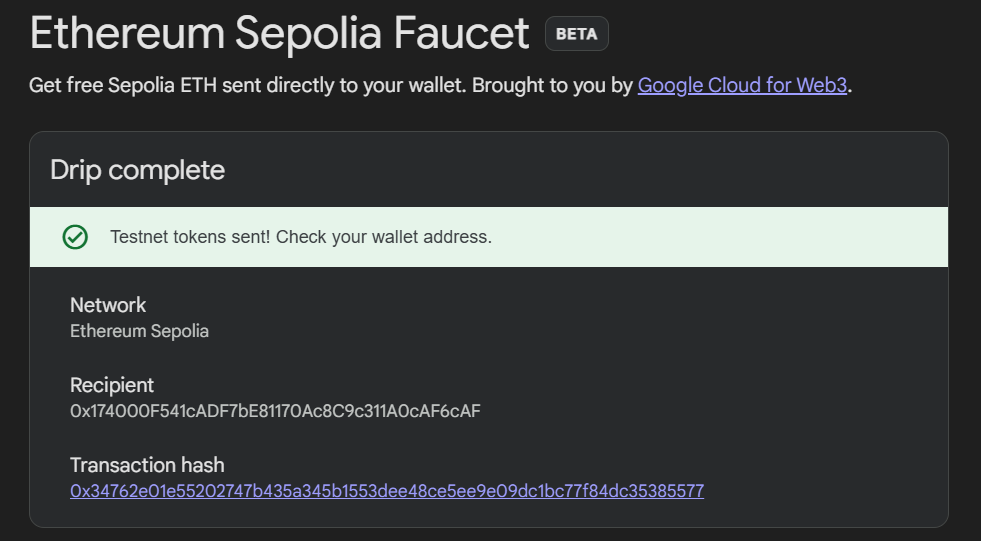 Ethereum Sepolia Faucet BETA
Get free Sepolia ETH sent directly to your wallet. Brought to you by Google Cloud for Web3.
Drip complete
Testnet tokens sent! Check your wallet address.
Network
Ethereum Sepolia
Recipient
0x174000F541cADF7bE81170Ac8C9c311A0cAF6cAF
Transaction hash
0x34762e01e55202747b435a345b1553dee48ce5ee9e09dc1bc77f84dc35385577